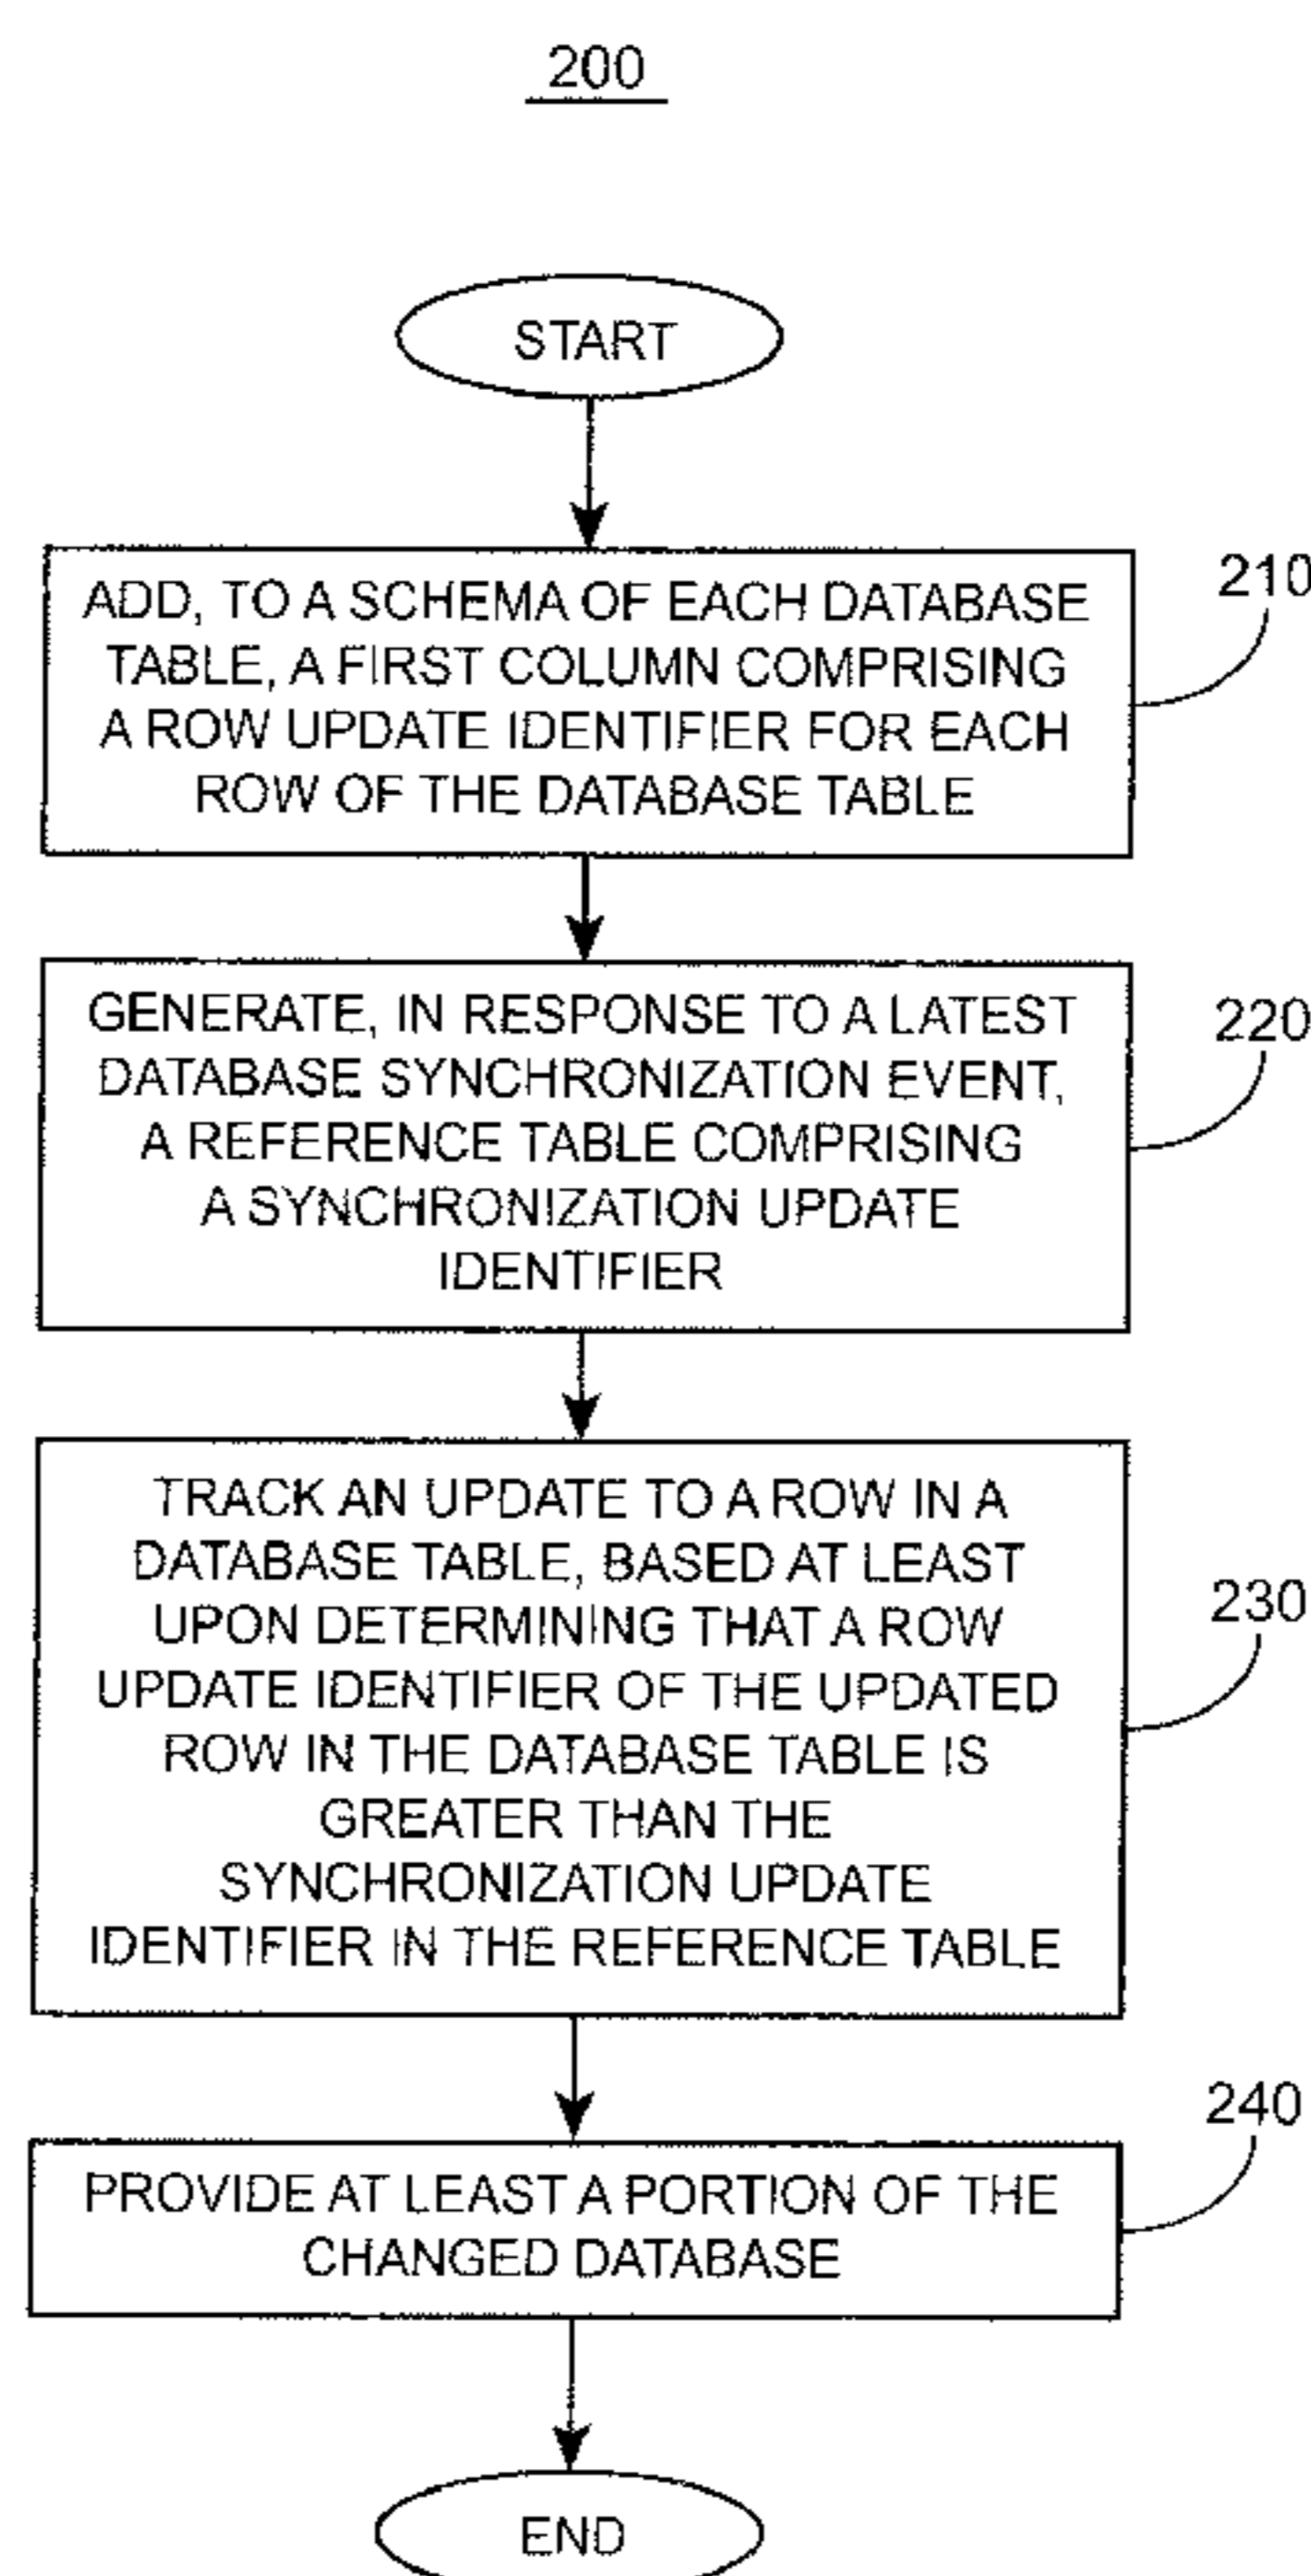 200
START
ADD, TO A SCHEMA OF EACH DATABASE
TABLE, A FIRST COLUMN COMPRISING
A ROW UPDATE IDENTIFIER FOR EACH
ROW OF THE DATABASE TABLE
210
GENERATE, IN RESPONSE TO A LATEST
DATABASE SYNCHRONIZATION EVENT,
A REFERENCE TABLE COMPRISING
A SYNCHRONIZATION UPDATE
IDENTIFIER
220
TRACK AN UPDATE TO A ROW IN A
DATABASE TABLE, BASED AT LEAST
UPON DETERMINING THAT A ROW
UPDATE IDENTIFIER OF THE UPDATED
ROW IN THE DATABASE TABLE IS
GREATER THAN THE
SYNCHRONIZATION UPDATE
IDENTIFIER IN THE REFERENCE TABLE
230
PROVIDE AT LEAST A PORTION OF THE
CHANGED DATABASE
240
END